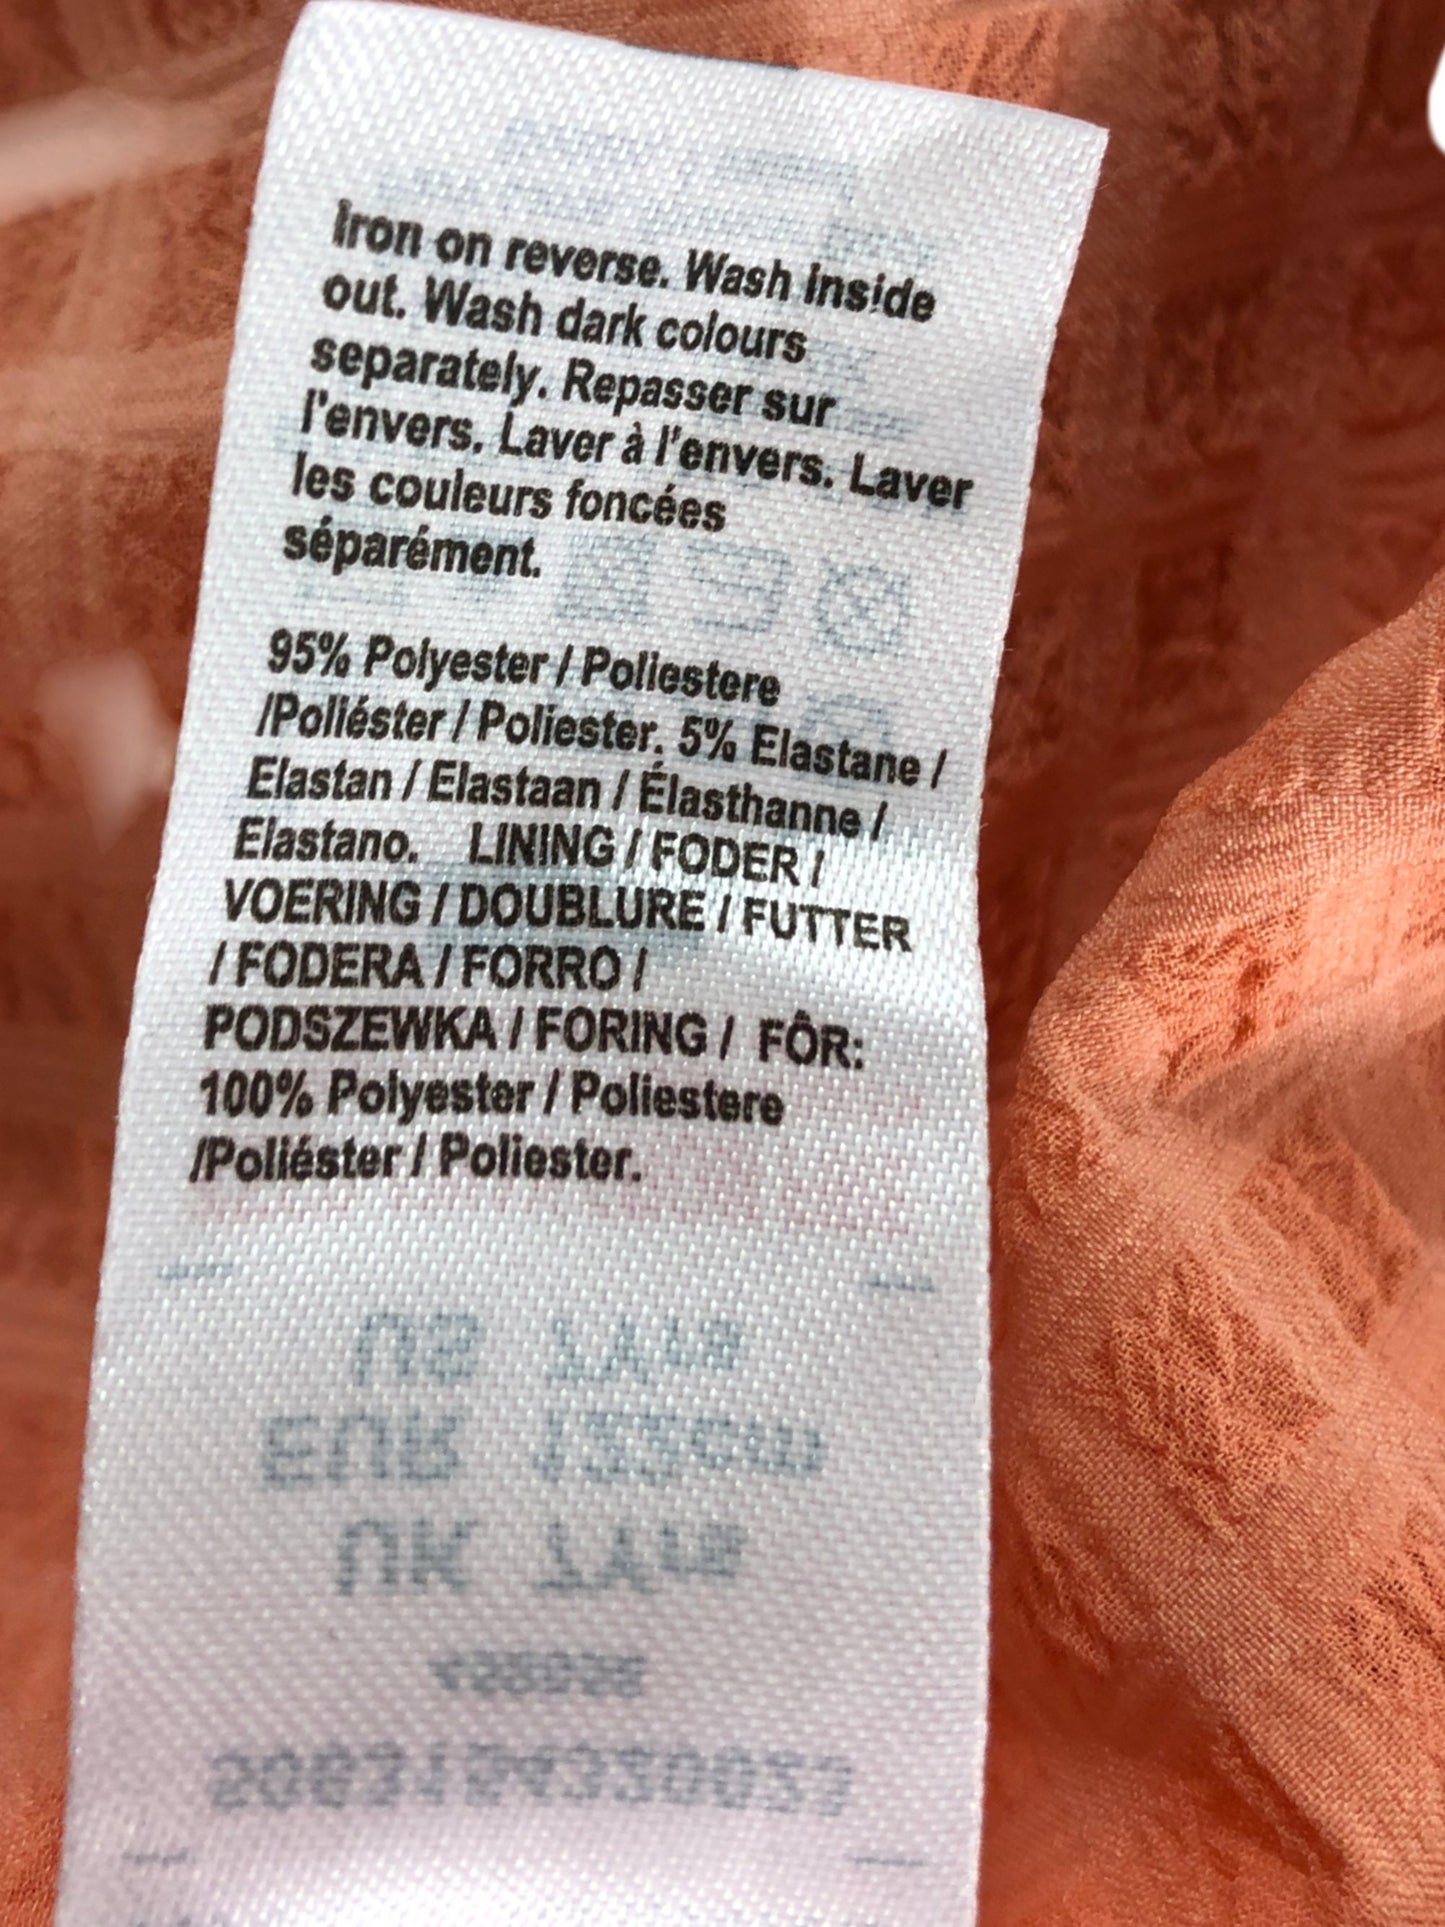 Iron on reverse. Wash inside
out. Wash dark colours
separately. Repasser sur
l'envers. Laver à l'envers. Laver
les couleurs foncées
séparément.
95% Polyester / Poliestere
/Poliéster / Poliester. 5% Elastane /
Elastan / Elastaan / Élasthanne /
Elastano. LINING / FODER /
VOERING / DOUBLURE / FUTTER
/ FODERA / FORRO /
PODSZEWKA / FORING / FÔR:
100% Polyester / Poliestere
/Poliéster / Poliester.